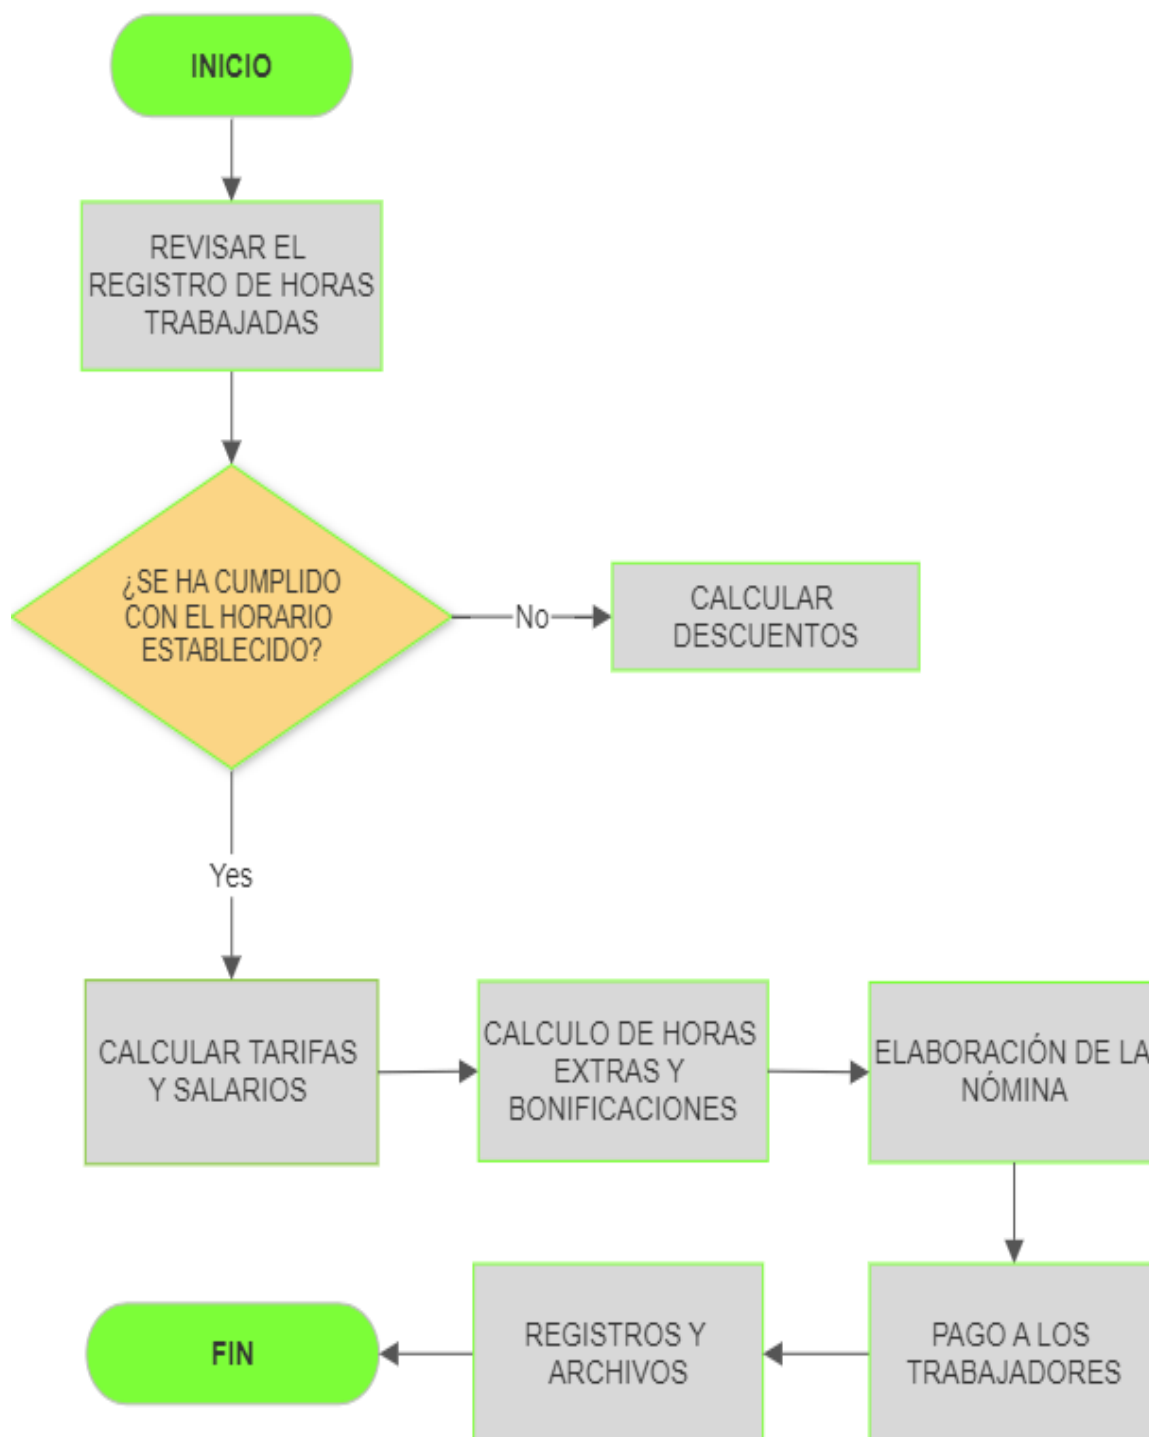 INICIO
REVISAR EL
REGISTRO DE HORAS
TRABAJADAS
¿SE HA CUMPLIDO
CON EL HORARIO
ESTABLECIDO?
No
CALCULAR
DESCUENTOS
Yes
CALCULAR TARIFAS
Y SALARIOS
CALCULO DE HORAS
EXTRAS Y
BONIFICACIONES
ELABORACIÓN DE LA
NÓMINA
PAGO A LOS
TRABAJADORES
REGISTROS Y
ARCHIVOS
FIN